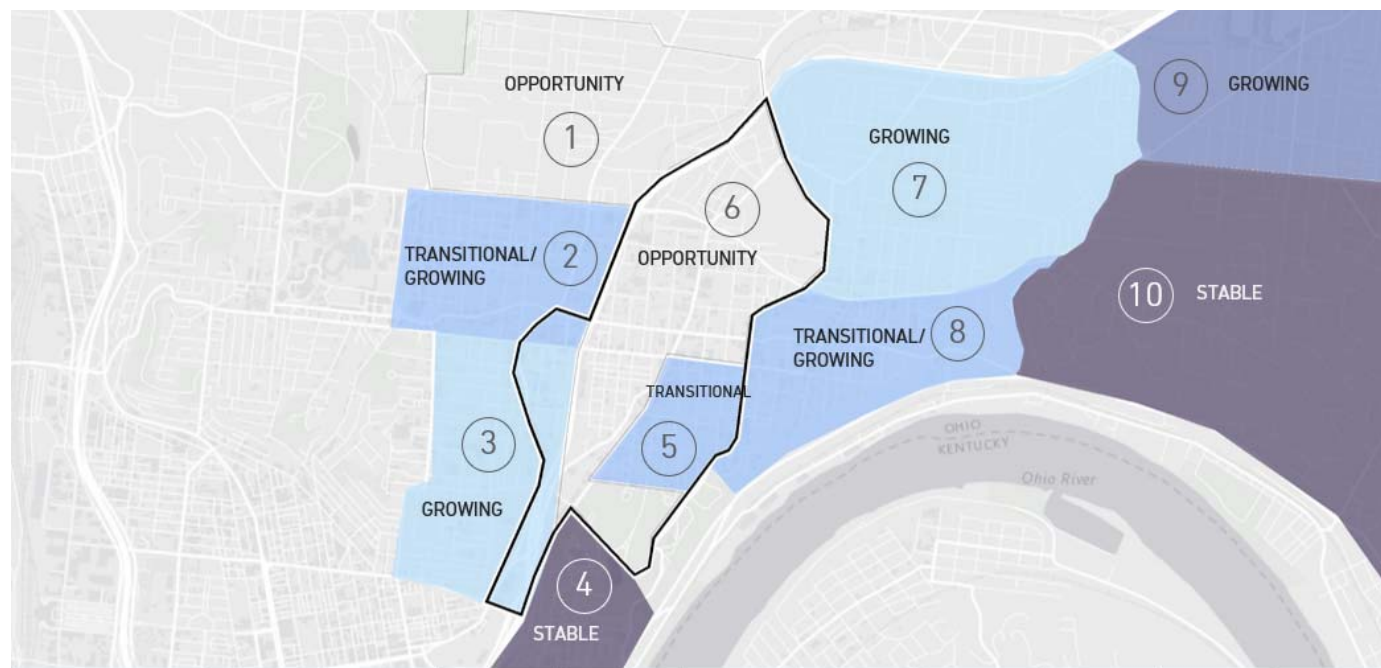 OPPORTUNITY
1
GROWING
7
9
GROWING
6
OPPORTUNITY
TRANSITIONAL/
GROWING
2
10
STABLE
TRANSITIONAL/
GROWING
8
TRANSITIONAL
5
3
GROWING
OHIO
KENTUCKY
Ohio River
4
STABLE